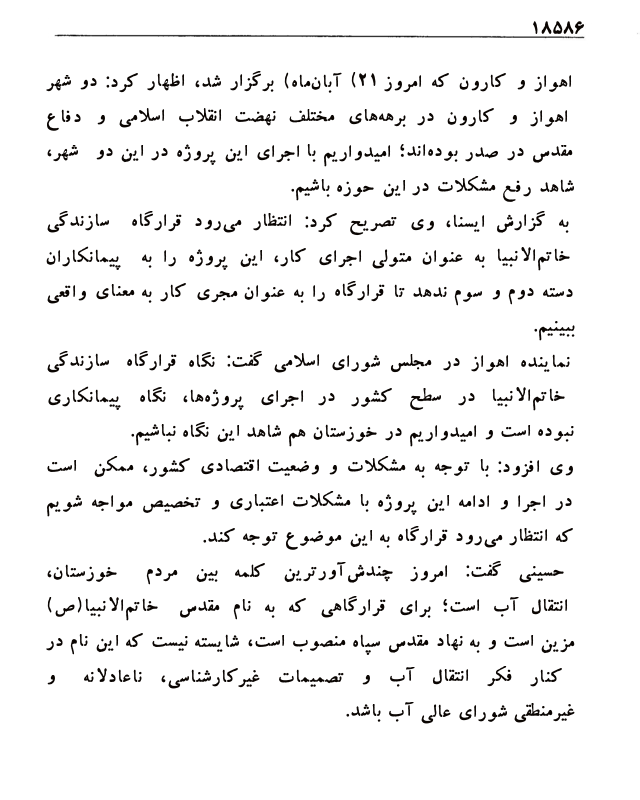 ۱۸۵۸۶
اهواز و کارون که امروز ۲۱) آبان‌ماه) برگزار شد، اظهار کرد: دو شهر
اهواز و کارون در برهه‌های مختلف نهضت انقلاب اسلامی و دفاع
مقدس در صدر بوده‌اند؛ امیدواریم با اجرای این پروژه در این دو شهر،
شاهد رفع مشکلات در این حوزه باشیم.
به گزارش ایسنا، وی تصریح کرد: انتظار می‌رود قرارگاه سازندگی
خاتم‌الانبیا به عنوان متولی اجرای کار، این پروژه را به پیمانکاران
دسته دوم و سوم ندهد تا قرارگاه را به عنوان مجری کار به معنای واقعی
ببینیم.
نماینده اهواز در مجلس شورای اسلامی گفت: نگاه قرارگاه سازندگی
خاتم‌الانبیا در سطح کشور در اجرای پروژه‌ها، نگاه پیمانکاری
نبوده است و امیدواریم در خوزستان هم شاهد این نگاه نباشیم.
وی افزود: با توجه به مشکلات و وضعیت اقتصادی کشور، ممکن است
در اجرا و ادامه این پروژه با مشکلات اعتباری و تخصیص مواجه شویم
که انتظار می‌رود قرارگاه به این موضوع توجه کند.
حسینی گفت: امروز چندش‌آورترین کلمه بین مردم خوزستان،
انتقال آب است؛ برای قرارگاهی که به نام مقدس خاتم‌الانبیا(ص)
مزین است و به نهاد مقدس سپاه منصوب است، شایسته نیست که این نام در
کنار فکر انتقال آب و تصمیمات غیرکارشناسی، ناعادلانه و
غیرمنطقی شورای عالی آب باشد.